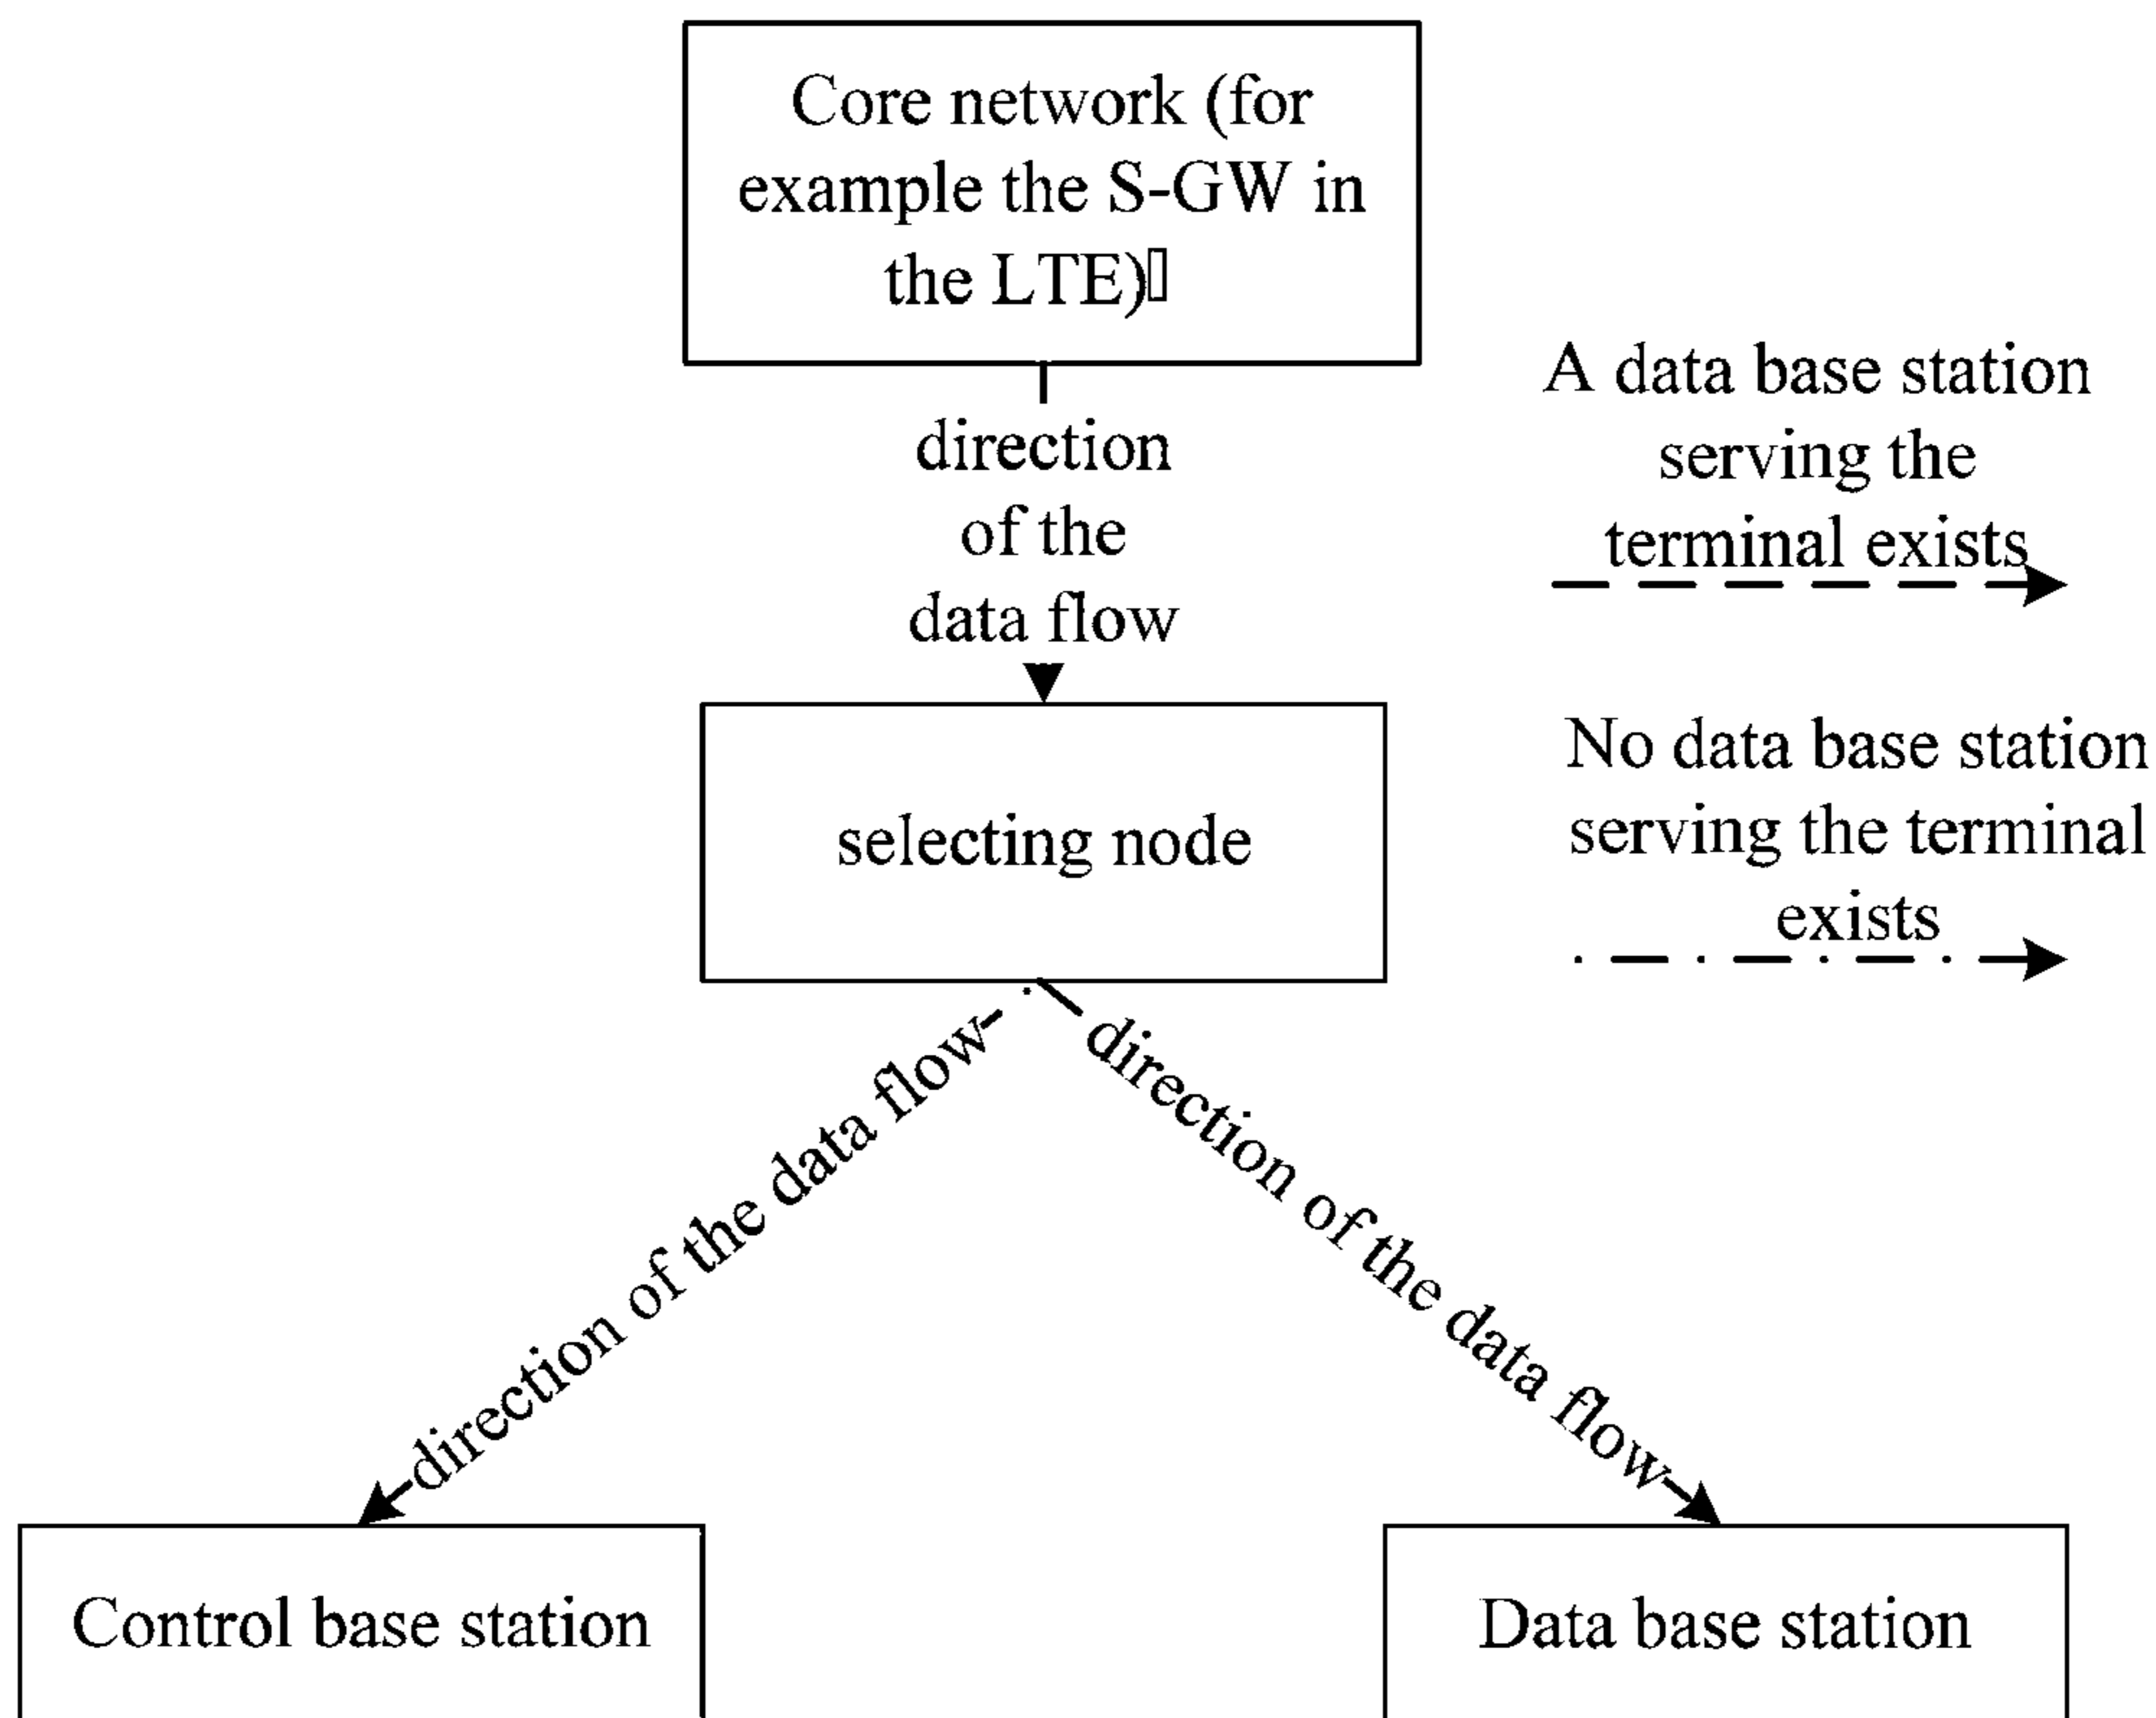 Core network (for
example the S-GW in
the LTE)
A data base station
serving the
terminal exists
direction
of the
data flow
No data base station
serving the terminal
exists
selecting node
direction of the data flow
direction of the data flow
Control base station
Data base station